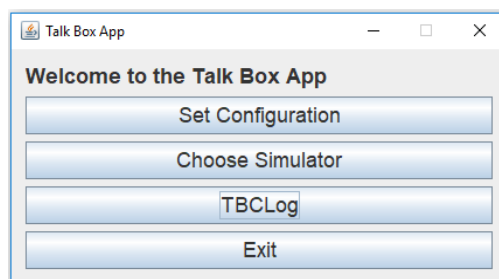 Talk Box App
Welcome to the Talk Box App
Set Configuration
Choose Simulator
TBCLog
Exit